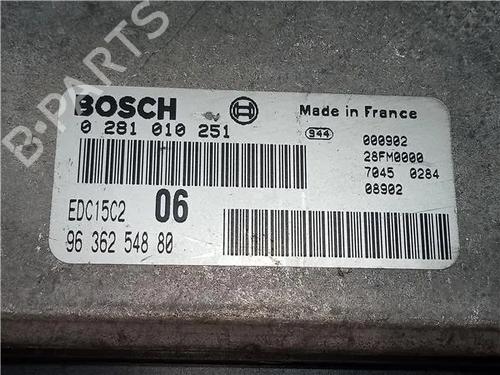 B-PARTS
BOSCH
Made in France
0 281 010 251
944
000902
28FM0000
7045 0284
08902
EDC15C2 06
96 362 548 80